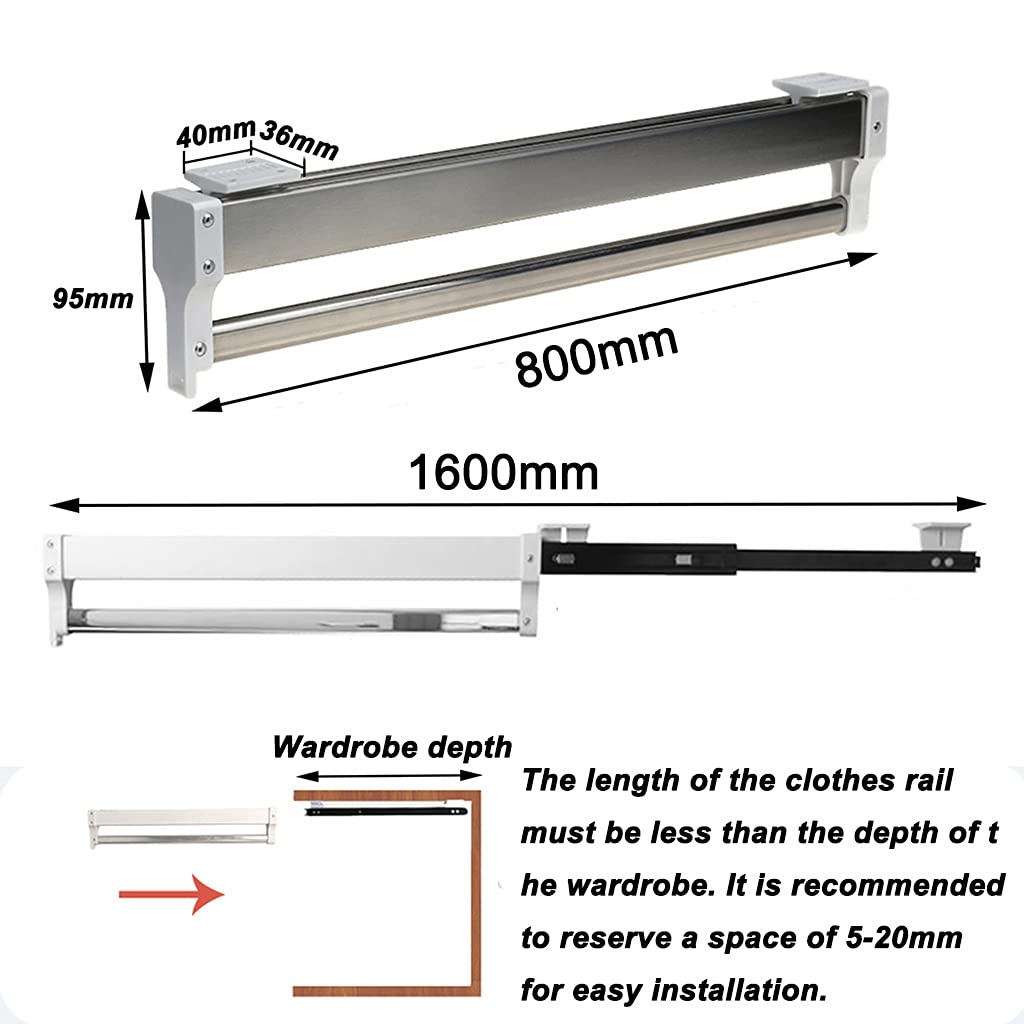 40mm 36mm
95mm
800mm
1600mm
Wardrobe depth
The length of the clothes rail
must be less than the depth of t
he wardrobe. It is recommended
to reserve a space of 5-20mm
for easy installation.